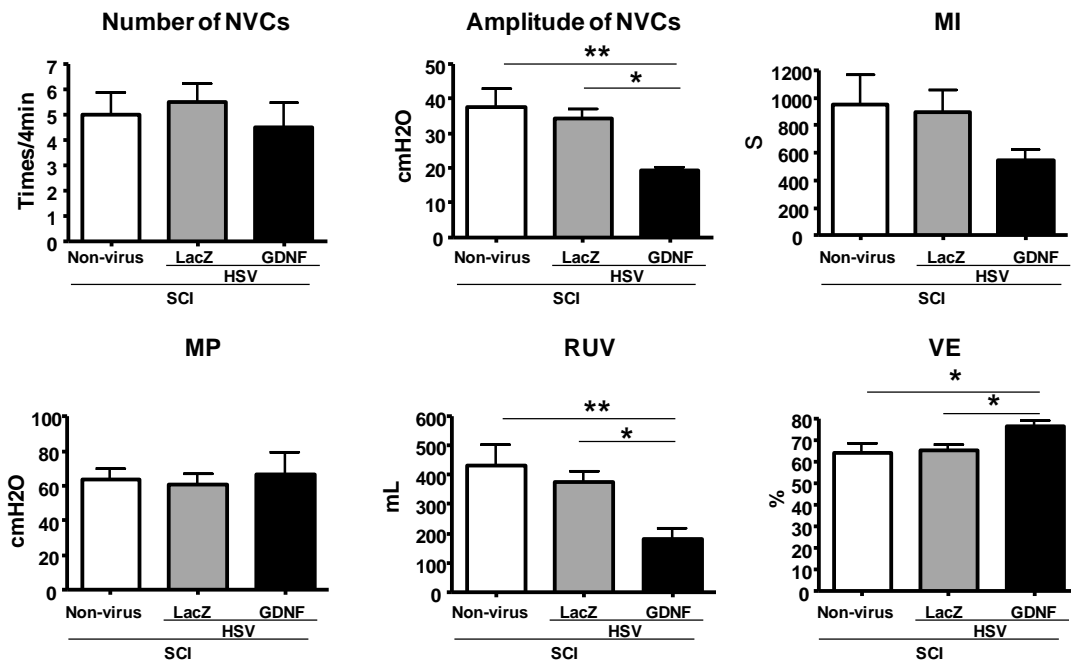 Number of NVCs
Times/4min
7
6
5
4
3
2
1
0
Non-virus LacZ GDNF
HSV
SCI
Amplitude of NVCs
**
*
cmH2O
50
40
30
20
10
0
Non-virus LacZ GDNF
HSV
SCI
MI
S
1200
1000
800
600
400
200
0
Non-virus LacZ GDNF
HSV
SCI
MP
cmH2O
100
80
60
40
20
0
Non-virus LacZ GDNF
HSV
SCI
RUV
**
*
mL
600
500
400
300
200
100
0
Non-virus LacZ GDNF
HSV
SCI
VE
*
*
%
80
70
60
50
40
30
20
10
0
Non-virus LacZ GDNF
HSV
SCI